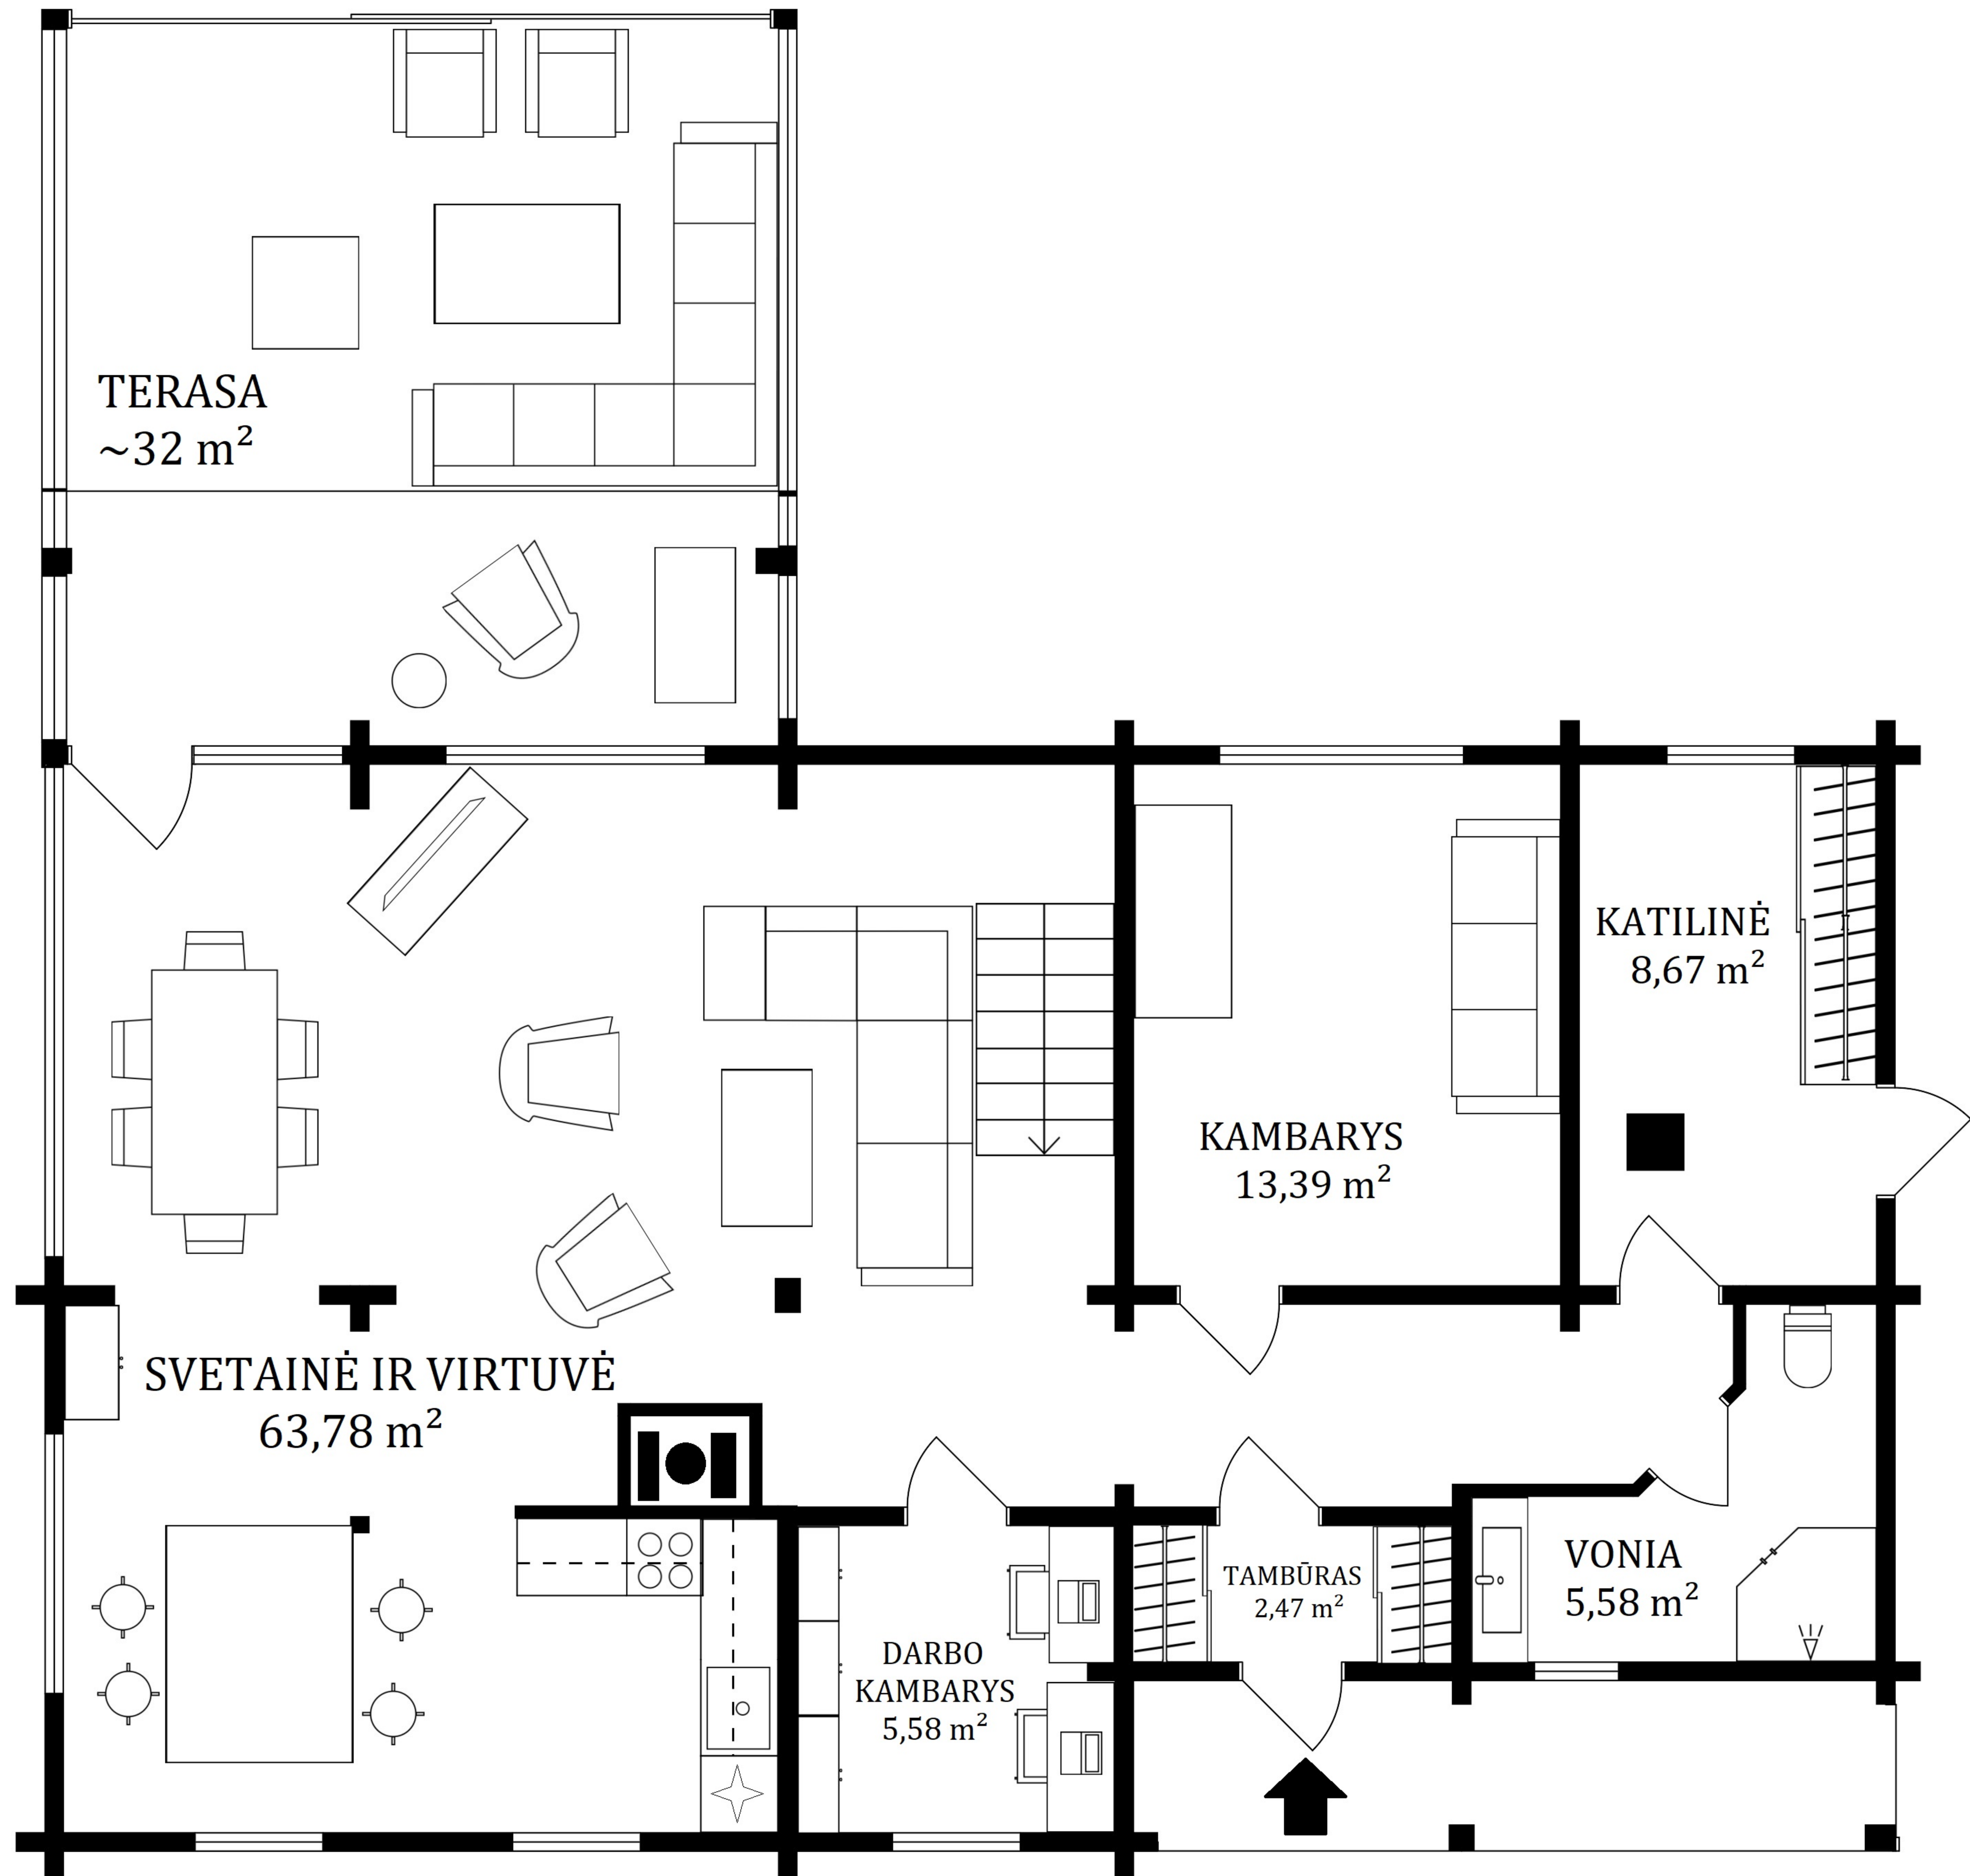 TERASA
~32 m²
KATILINĖ
8,67 m²
KAMBARYS
13,39 m²
SVETAINĖ IR VIRTUVĖ
63,78 m²
TAMBŪRAS
2,47 m²
VONIA
5,58 m²
DARBO
KAMBARYS
5,58 m²